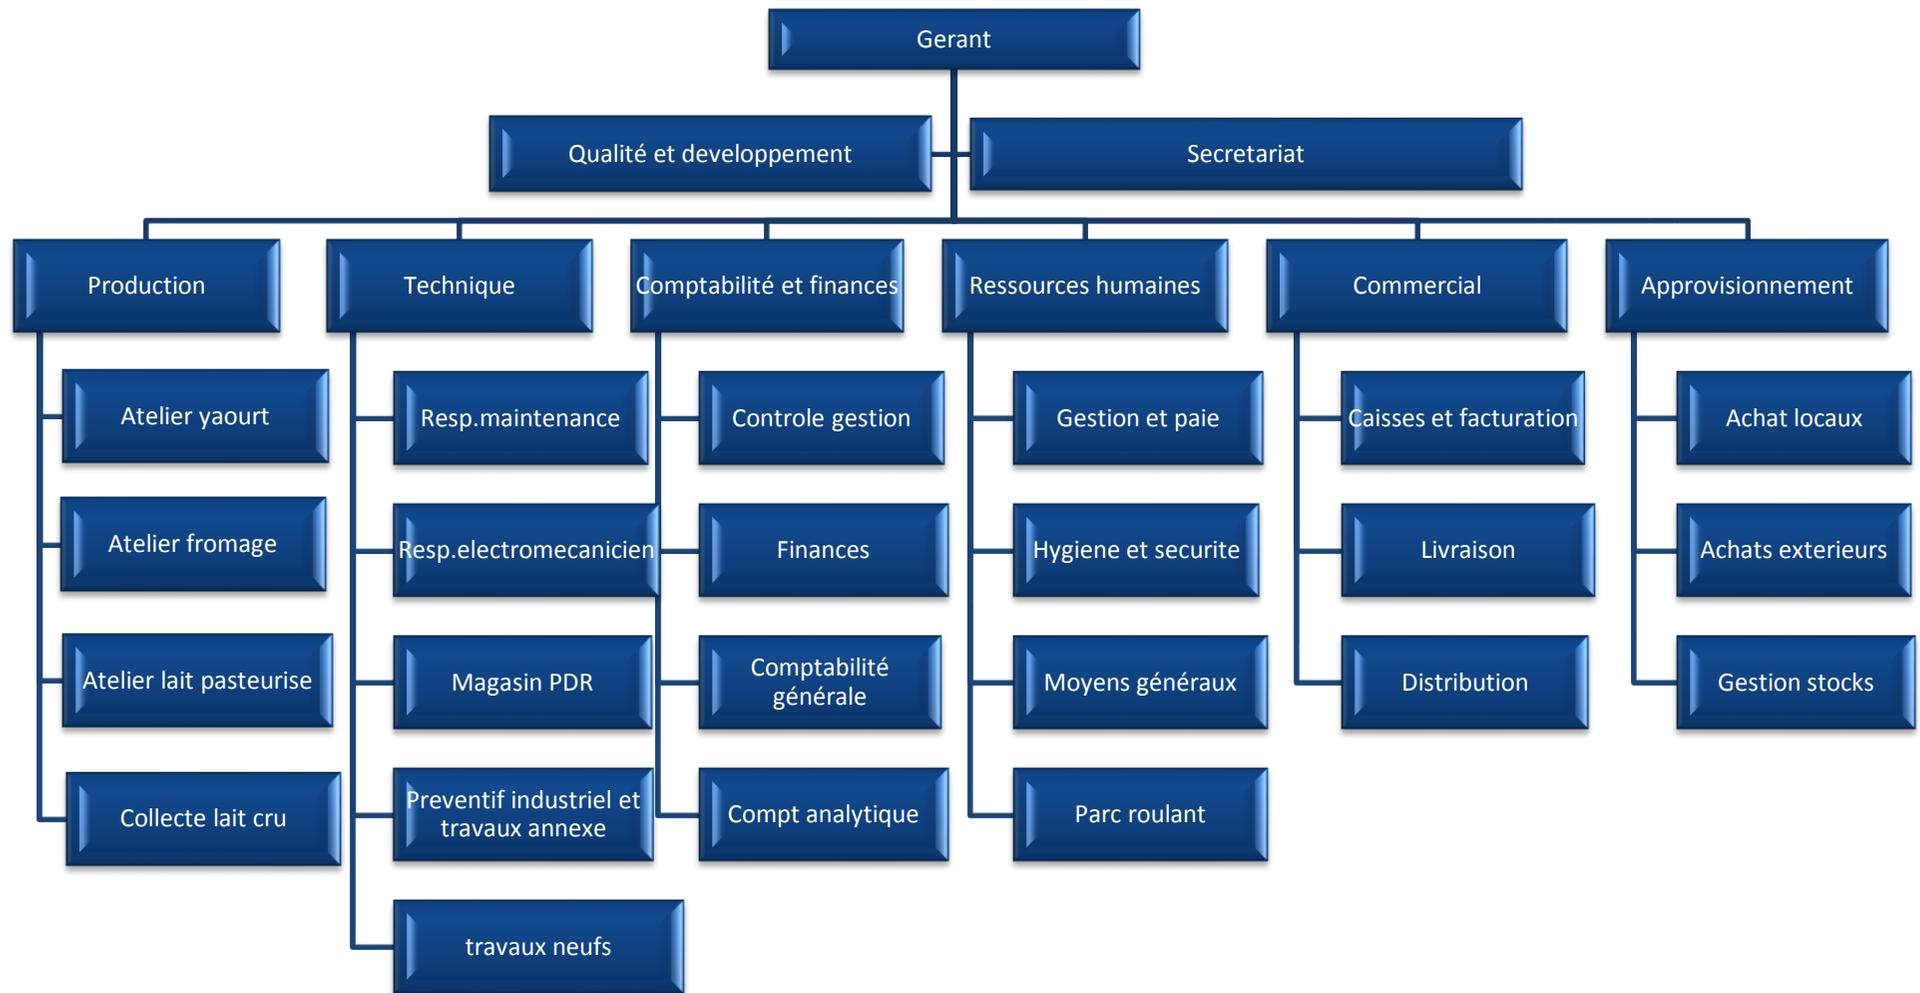 Gerant
Qualité et developpement
Secretariat
Production
Technique
Comptabilité et finances
Ressources humaines
Commercial
Approvisionnement
Atelier yaourt
Resp.maintenance
Controle gestion
Gestion et paie
Caisses et facturation
Achat locaux
Atelier fromage
Resp.electromecanicien
Finances
Hygiene et securite
Livraison
Achats exterieurs
Atelier lait pasteurise
Magasin PDR
Comptabilité
générale
Moyens généraux
Distribution
Gestion stocks
Collecte lait cru
Preventif industriel et
travaux annexe
Compt analytique
Parc roulant
travaux neufs